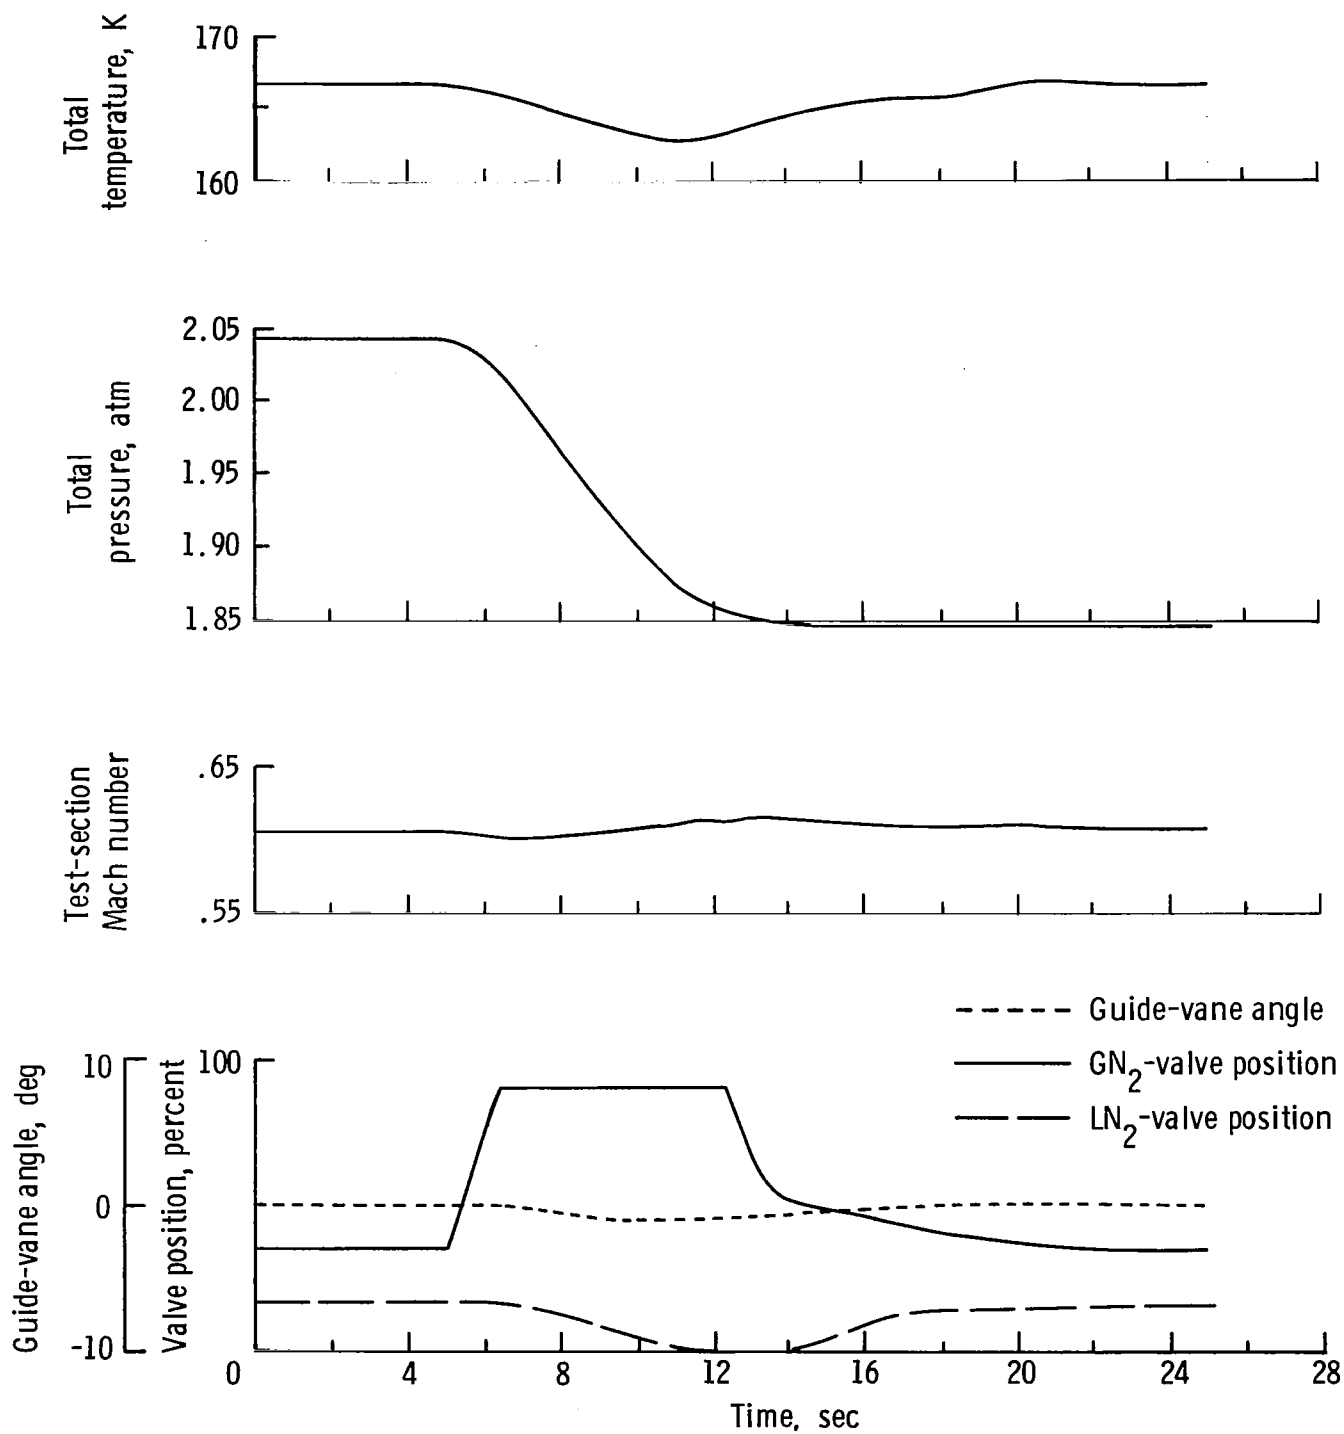 Total
temperature, K
170
160
Total
pressure, atm
2.05
2.00
1.95
1.90
1.85
Test-section
Mach number
.65
.55
Guide-vane angle
GN2-valve position
LN2-valve position
Guide-vane angle, deg
10
0
-10
Valve position, percent
100
0 4 8 12 16 20 24 28
Time, sec